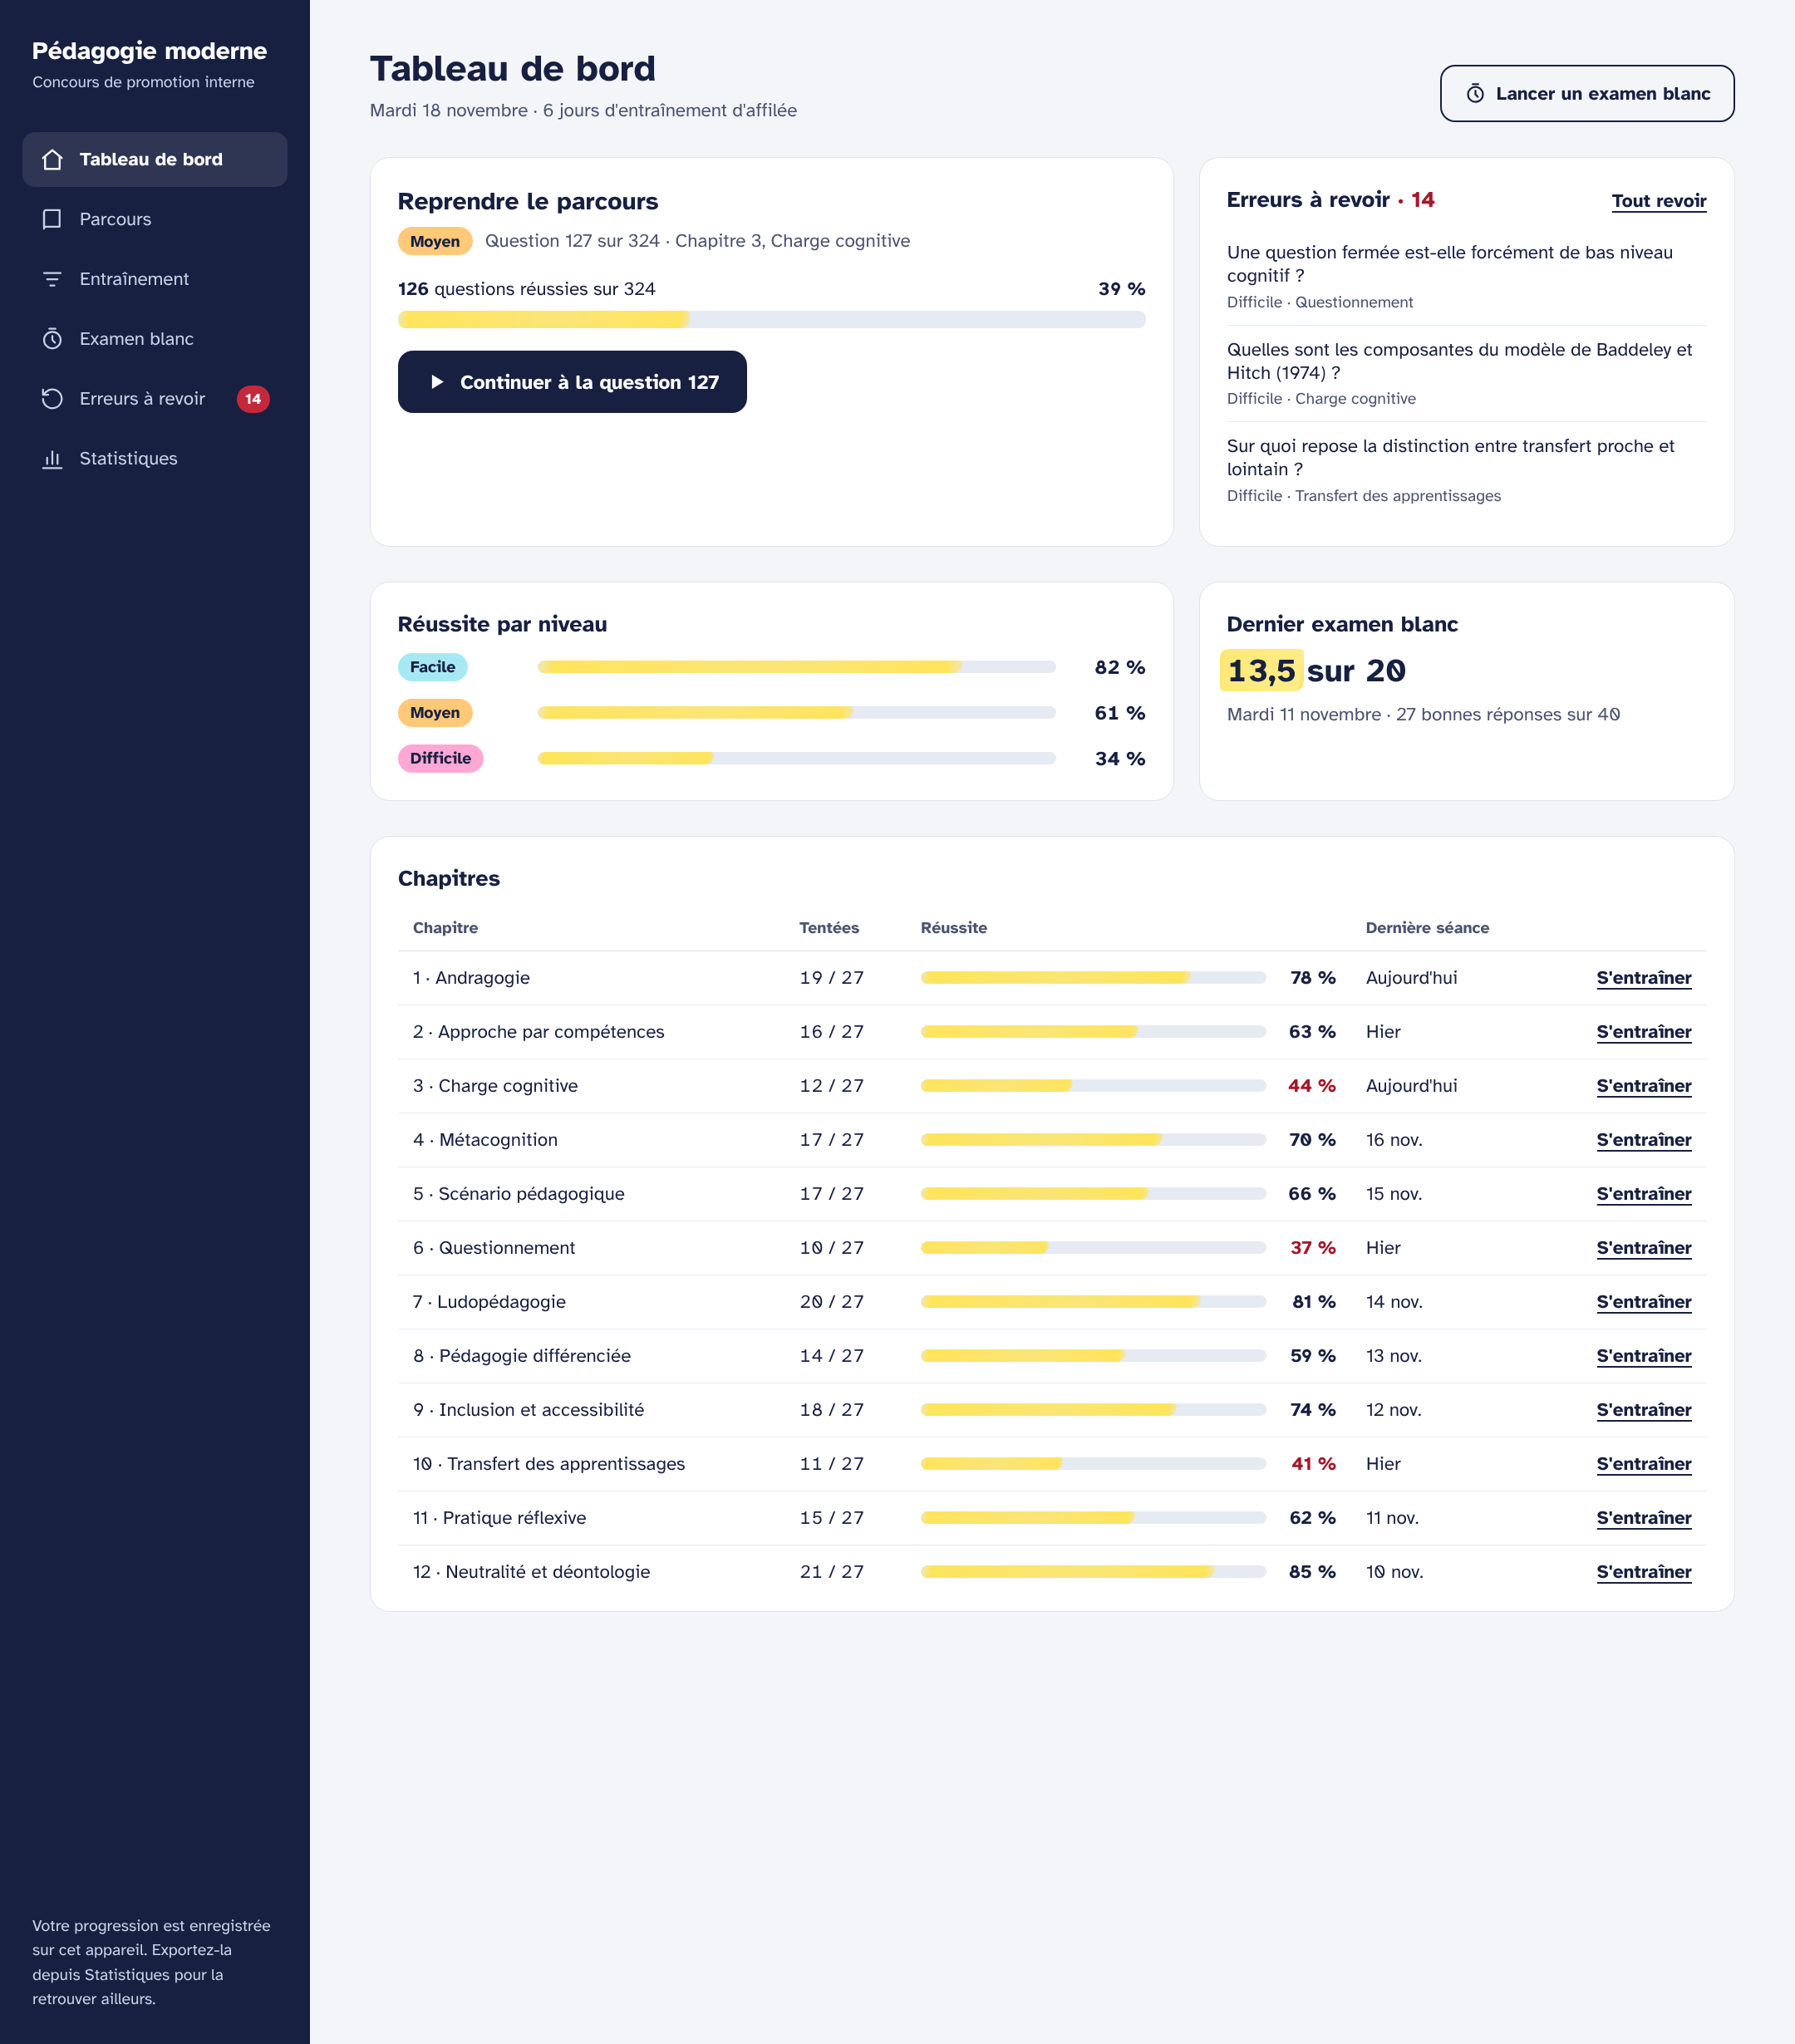 Pédagogie moderne
Concours de promotion interne
Tableau de bord
Parcours
Entraînement
Examen blanc
Erreurs à revoir 14
Statistiques
Votre progression est enregistrée
sur cet appareil. Exportez-la
depuis Statistiques pour la
retrouver ailleurs.
Tableau de bord
Mardi 18 novembre · 6 jours d'entraînement d'affilée
Lancer un examen blanc
Reprendre le parcours
Moyen Question 127 sur 324 · Chapitre 3, Charge cognitive
126 questions réussies sur 324 39 %
Continuer à la question 127
Erreurs à revoir · 14 Tout revoir
Une question fermée est-elle forcément de bas niveau
cognitif ?
Difficile · Questionnement
Quelles sont les composantes du modèle de Baddeley et
Hitch (1974) ?
Difficile · Charge cognitive
Sur quoi repose la distinction entre transfert proche et
lointain ?
Difficile · Transfert des apprentissages
Réussite par niveau
Facile 82 %
Moyen 61 %
Difficile 34 %
Dernier examen blanc
13,5 sur 20
Mardi 11 novembre · 27 bonnes réponses sur 40
Chapitres
Chapitre Tentées Réussite Dernière séance
1 · Andragogie 19 / 27 78 % Aujourd'hui S'entraîner
2 · Approche par compétences 16 / 27 63 % Hier S'entraîner
3 · Charge cognitive 12 / 27 44 % Aujourd'hui S'entraîner
4 · Métacognition 17 / 27 70 % 16 nov. S'entraîner
5 · Scénario pédagogique 17 / 27 66 % 15 nov. S'entraîner
6 · Questionnement 10 / 27 37 % Hier S'entraîner
7 · Ludopédagogie 20 / 27 81 % 14 nov. S'entraîner
8 · Pédagogie différenciée 14 / 27 59 % 13 nov. S'entraîner
9 · Inclusion et accessibilité 18 / 27 74 % 12 nov. S'entraîner
10 · Transfert des apprentissages 11 / 27 41 % Hier S'entraîner
11 · Pratique réflexive 15 / 27 62 % 11 nov. S'entraîner
12 · Neutralité et déontologie 21 / 27 85 % 10 nov. S'entraîner